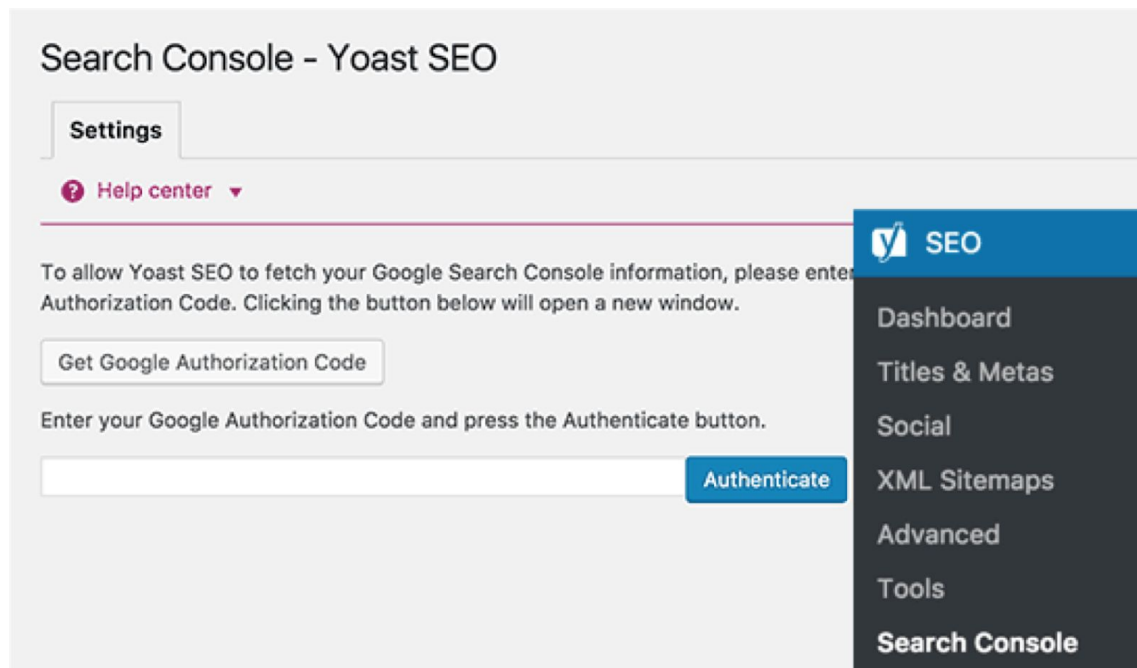 Search Console - Yoast SEO
Settings
Help center
To allow Yoast SEO to fetch your Google Search Console information, please enter
Authorization Code. Clicking the button below will open a new window.
Get Google Authorization Code
Enter your Google Authorization Code and press the Authenticate button.
Authenticate
SEO
Dashboard
Titles & Metas
Social
XML Sitemaps
Advanced
Tools
Search Console